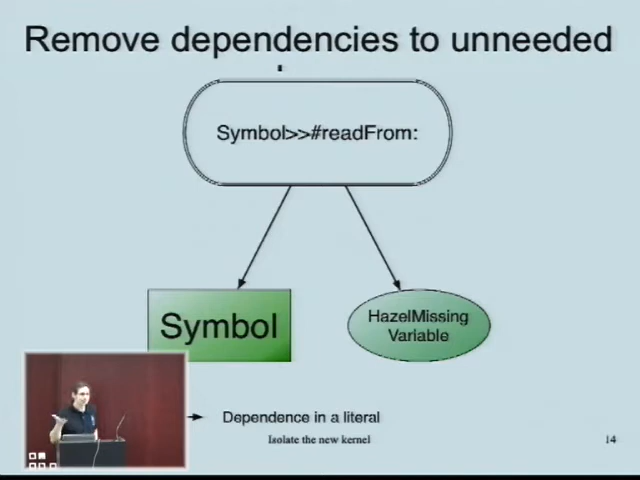 Remove dependencies to unneeded
Symbol>>#readFrom:
Symbol
HazelMissing
Variable
Dependence in a literal
Isolate the new kernel
14